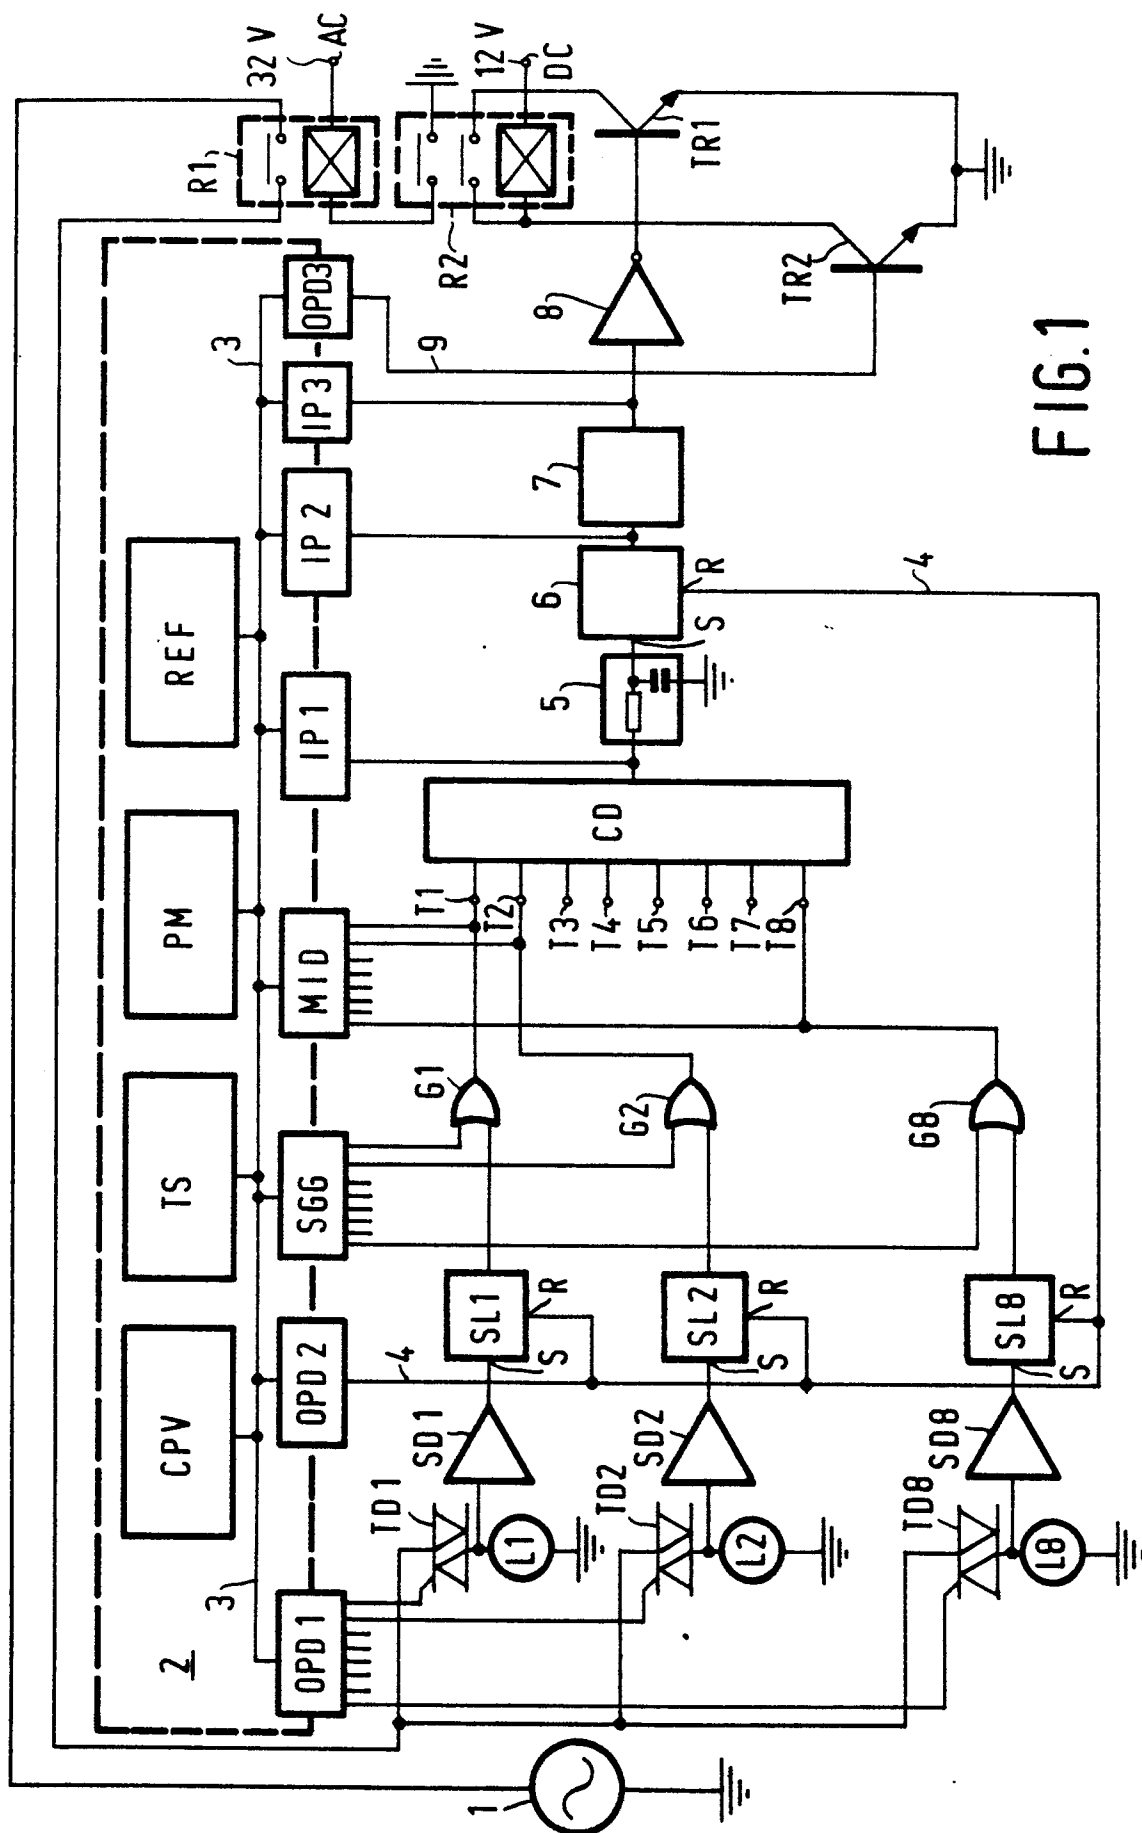 32 V
AC
R1
12 V
DC
R2
TR1
TR2
8
9
3
OPD3
IP3
IP2
IP1
REF
PM
TS
CPV
2
3
OPD1
OPD2
SGG
MID
4
4
7
6
R
S
5
CD
T1
T2
T3
T4
T5
T6
T7
T8
G1
G2
G8
SL1
R
S
SL2
R
S
SL8
R
S
SD1
SD2
SD8
TD1
TD2
TD8
L1
L2
L8
1
FIG.1